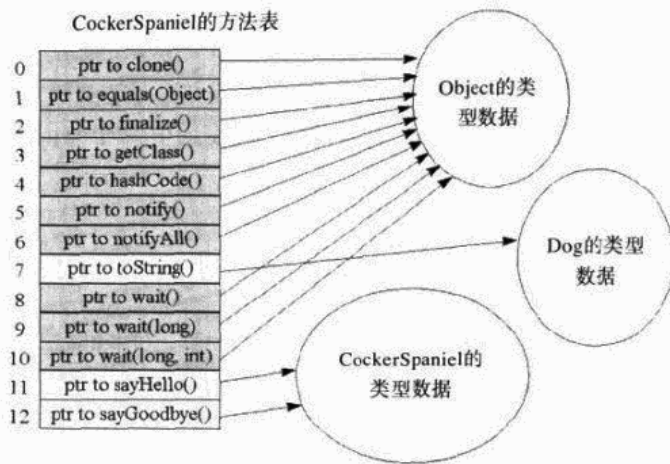 CockerSpaniel的方法表
0 ptr to clone()
1 ptr to equals(Object)
2 ptr to finalize()
3 ptr to getClass()
4 ptr to hashCode()
5 ptr to notify()
6 ptr to notifyAll()
7 ptr to toString()
8 ptr to wait()
9 ptr to wait(long)
10 ptr to wait(long, int)
11 ptr to sayHello()
12 ptr to sayGoodbye()
Object的类
型数据
Dog的类型
数据
CockerSpaniel的
类型数据